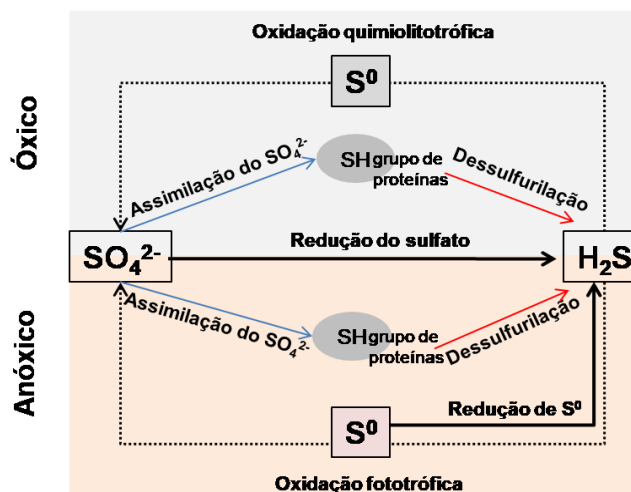 Oxidação quimiolitotrófica
S⁰
Óxico
Assimilação do SO₄²⁻
SH grupo de
proteínas
Dessulfurilação
Redução do sulfato
SO₄²⁻
H₂S
Anóxico
Assimilação do SO₄²⁻
SH grupo de
proteínas
Dessulfurilação
Redução de S⁰
S⁰
Oxidação fototrófica